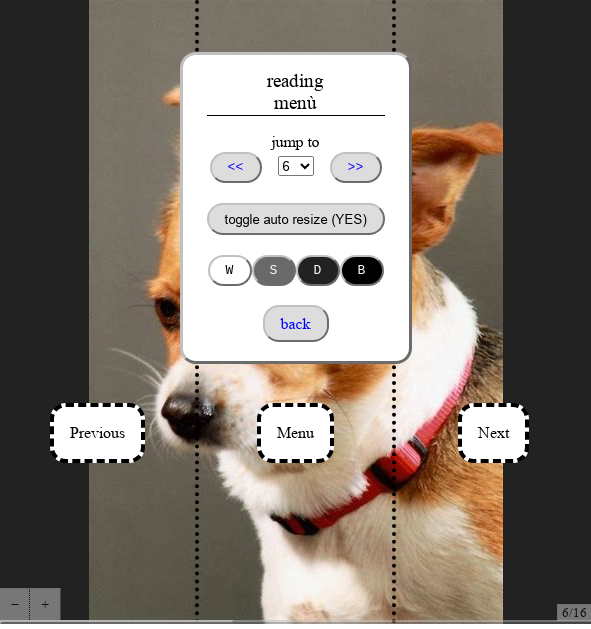 reading
menù
jump to
<< 6 >>
toggle auto resize (YES)
W S D B
back
Previous Menu Next
− + 6/16